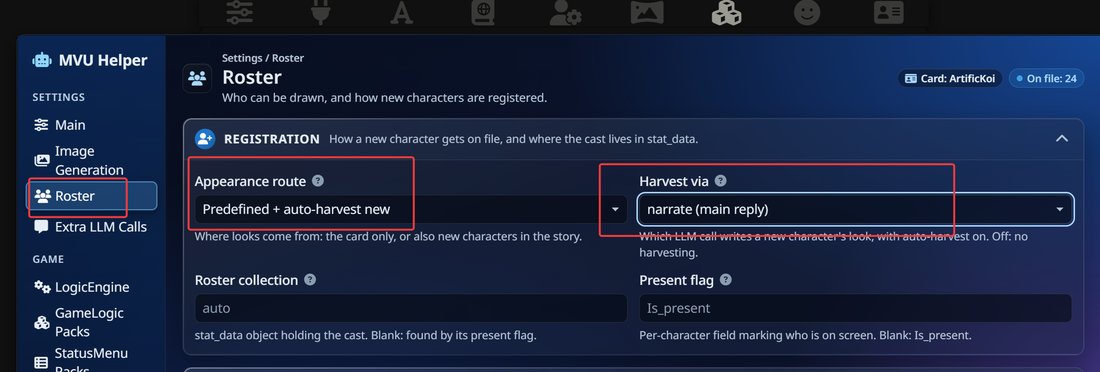 MVU Helper
SETTINGS
Main
Image
Generation
Roster
Extra LLM Calls
GAME
LogicEngine
GameLogic
Packs
StatusMenu
Packs
Settings / Roster
Roster
Who can be drawn, and how new characters are registered.
Card: ArtificKoi
On file: 24
REGISTRATION How a new character gets on file, and where the cast lives in stat_data.
Appearance route ?
Predefined + auto-harvest new
Where looks come from: the card only, or also new characters in the story.
Harvest via ?
narrate (main reply)
Which LLM call writes a new character's look, with auto-harvest on. Off: no
harvesting.
Roster collection ?
auto
stat_data object holding the cast. Blank: found by its present flag.
Present flag ?
Is_present
Per-character field marking who is on screen. Blank: Is_present.